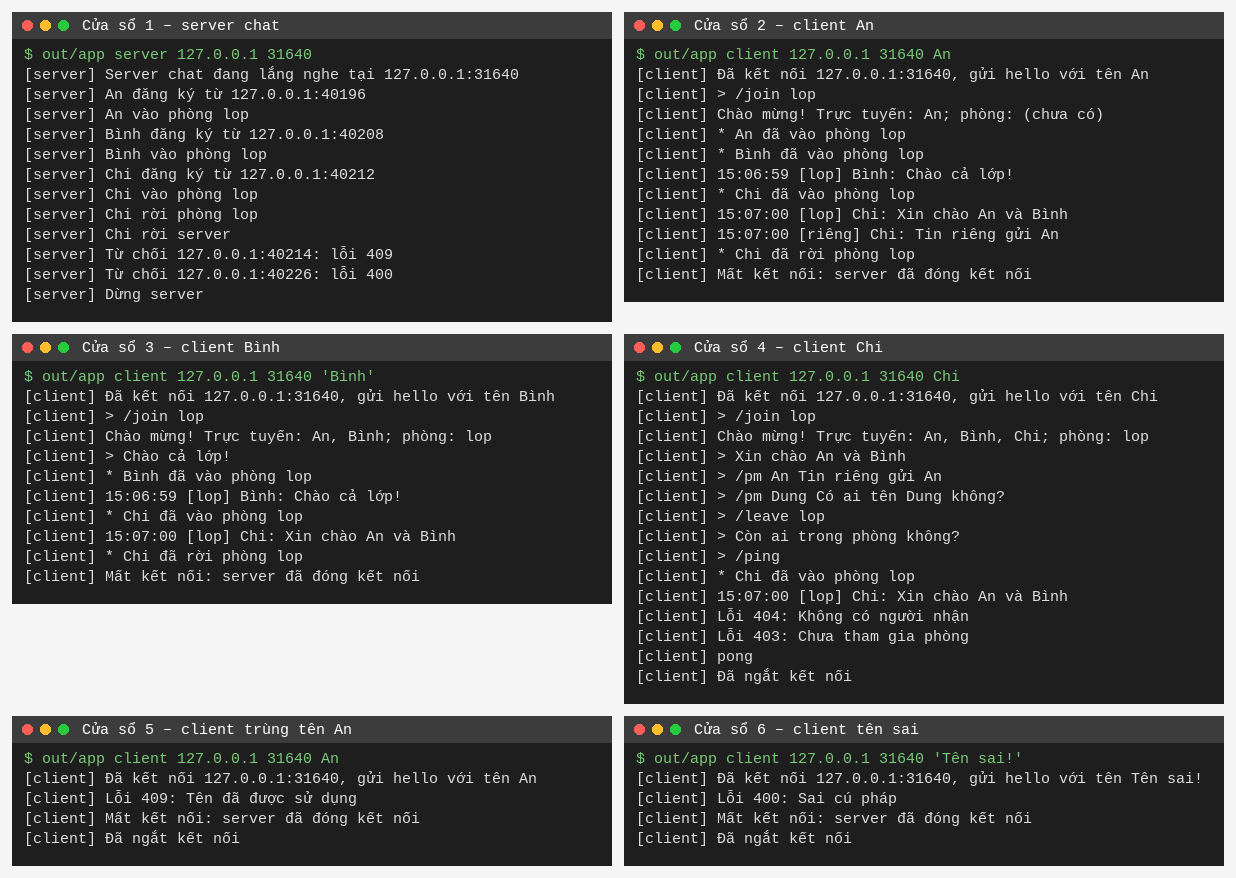 Cửa sổ 1 – server chat
$ out/app server 127.0.0.1 31640
[server] Server chat đang lắng nghe tại 127.0.0.1:31640
[server] An đăng ký từ 127.0.0.1:40196
[server] An vào phòng lop
[server] Bình đăng ký từ 127.0.0.1:40208
[server] Bình vào phòng lop
[server] Chi đăng ký từ 127.0.0.1:40212
[server] Chi vào phòng lop
[server] Chi rời phòng lop
[server] Chi rời server
[server] Từ chối 127.0.0.1:40214: lỗi 409
[server] Từ chối 127.0.0.1:40226: lỗi 400
[server] Dừng server
Cửa sổ 2 – client An
$ out/app client 127.0.0.1 31640 An
[client] Đã kết nối 127.0.0.1:31640, gửi hello với tên An
[client] > /join lop
[client] Chào mừng! Trực tuyến: An; phòng: (chưa có)
[client] * An đã vào phòng lop
[client] * Bình đã vào phòng lop
[client] 15:06:59 [lop] Bình: Chào cả lớp!
[client] * Chi đã vào phòng lop
[client] 15:07:00 [lop] Chi: Xin chào An và Bình
[client] 15:07:00 [riêng] Chi: Tin riêng gửi An
[client] * Chi đã rời phòng lop
[client] Mất kết nối: server đã đóng kết nối
Cửa sổ 3 – client Bình
$ out/app client 127.0.0.1 31640 'Bình'
[client] Đã kết nối 127.0.0.1:31640, gửi hello với tên Bình
[client] > /join lop
[client] Chào mừng! Trực tuyến: An, Bình; phòng: lop
[client] > Chào cả lớp!
[client] * Bình đã vào phòng lop
[client] 15:06:59 [lop] Bình: Chào cả lớp!
[client] * Chi đã vào phòng lop
[client] 15:07:00 [lop] Chi: Xin chào An và Bình
[client] * Chi đã rời phòng lop
[client] Mất kết nối: server đã đóng kết nối
Cửa sổ 4 – client Chi
$ out/app client 127.0.0.1 31640 Chi
[client] Đã kết nối 127.0.0.1:31640, gửi hello với tên Chi
[client] > /join lop
[client] Chào mừng! Trực tuyến: An, Bình, Chi; phòng: lop
[client] > Xin chào An và Bình
[client] > /pm An Tin riêng gửi An
[client] > /pm Dung Có ai tên Dung không?
[client] > /leave lop
[client] > Còn ai trong phòng không?
[client] > /ping
[client] * Chi đã vào phòng lop
[client] 15:07:00 [lop] Chi: Xin chào An và Bình
[client] Lỗi 404: Không có người nhận
[client] Lỗi 403: Chưa tham gia phòng
[client] pong
[client] Đã ngắt kết nối
Cửa sổ 5 – client trùng tên An
$ out/app client 127.0.0.1 31640 An
[client] Đã kết nối 127.0.0.1:31640, gửi hello với tên An
[client] Lỗi 409: Tên đã được sử dụng
[client] Mất kết nối: server đã đóng kết nối
[client] Đã ngắt kết nối
Cửa sổ 6 – client tên sai
$ out/app client 127.0.0.1 31640 'Tên sai!'
[client] Đã kết nối 127.0.0.1:31640, gửi hello với tên Tên sai!
[client] Lỗi 400: Sai cú pháp
[client] Mất kết nối: server đã đóng kết nối
[client] Đã ngắt kết nối